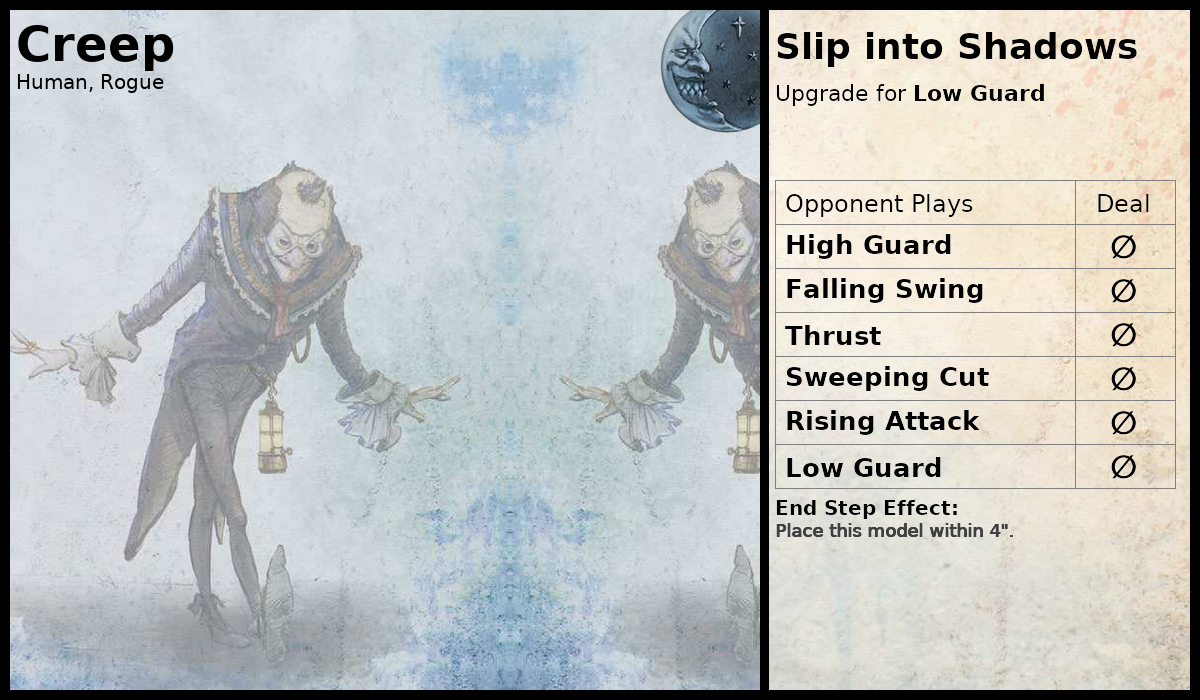 Creep
Human, Rogue
Slip into Shadows
Upgrade for Low Guard
Opponent Plays Deal
High Guard ∅
Falling Swing ∅
Thrust ∅
Sweeping Cut ∅
Rising Attack ∅
Low Guard ∅
End Step Effect:
Place this model within 4".